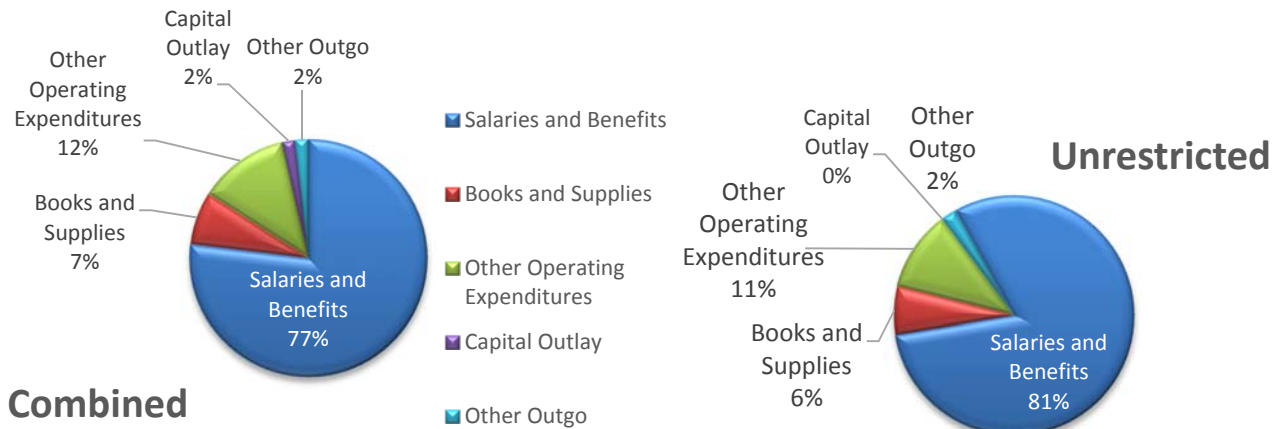 Capital
Outlay
2%
Other Outgo
2%
Other
Operating
Expenditures
12%
Books and
Supplies
7%
Salaries and
Benefits
77%
Combined
Salaries and Benefits
Books and Supplies
Other Operating
Expenditures
Capital Outlay
Other Outgo
Capital
Outlay
0%
Other
Outgo
2%
Unrestricted
Other
Operating
Expenditures
11%
Books and
Supplies
6%
Salaries and
Benefits
81%